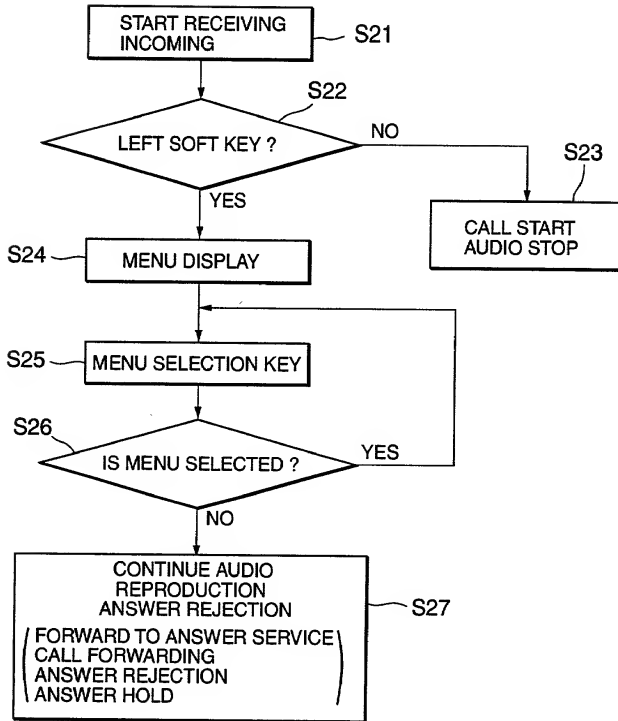 START RECEIVING
INCOMING
S21
S22
LEFT SOFT KEY ?
NO
YES
S23
CALL START
AUDIO STOP
S24
MENU DISPLAY
S25
MENU SELECTION KEY
S26
IS MENU SELECTED ?
YES
NO
CONTINUE AUDIO
REPRODUCTION
ANSWER REJECTION
FORWARD TO ANSWER SERVICE
CALL FORWARDING
ANSWER REJECTION
ANSWER HOLD
S27